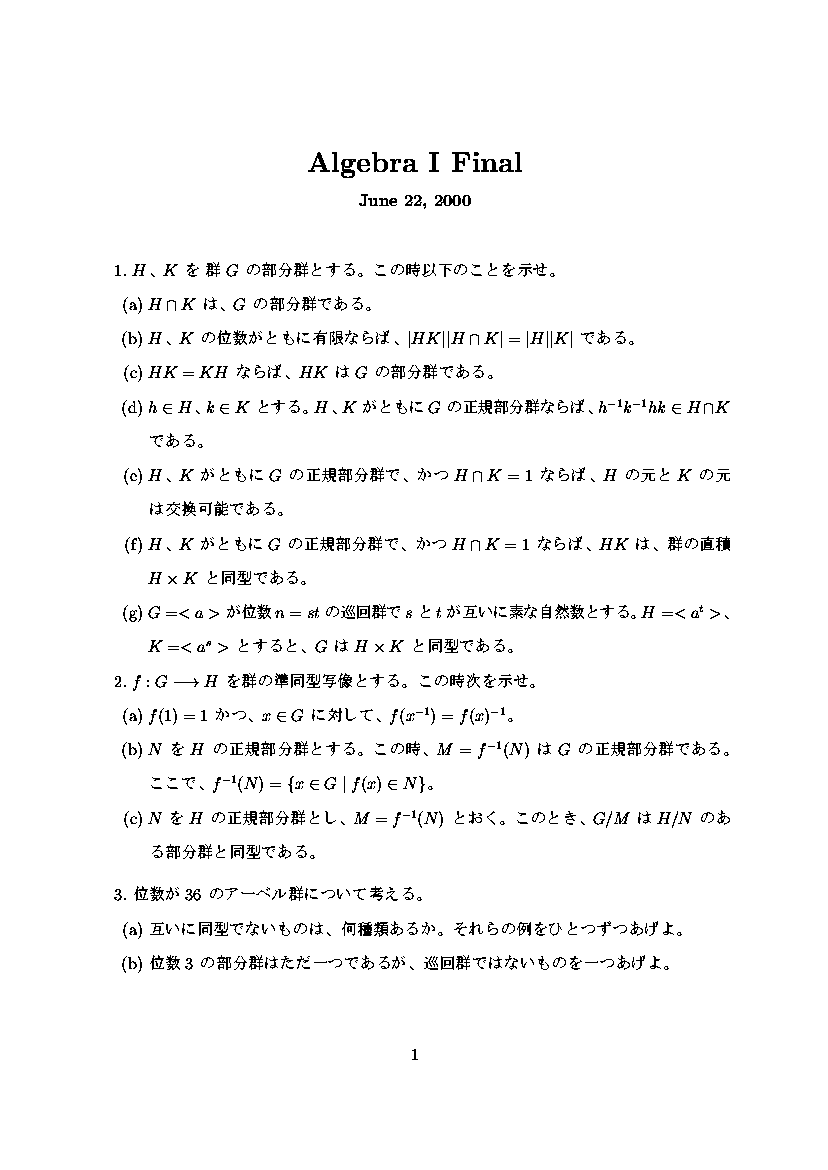 Algebra I Final
June 22, 2000
1. H、K を 群 G の部分群とする。この時以下のことを示せ。
(a) H ∩ K は、G の部分群である。
(b) H、K の位数がともに有限ならば、|HK||H ∩ K| = |H||K| である。
(c) HK = KH ならば、HK は G の部分群である。
(d) h ∈ H、k ∈ K とする。H、K がともに G の正規部分群ならば、h⁻¹k⁻¹hk ∈ H∩K
である。
(e) H、K がともに G の正規部分群で、かつ H ∩ K = 1 ならば、H の元と K の元
は交換可能である。
(f) H、K がともに G の正規部分群で、かつ H ∩ K = 1 ならば、HK は、群の直積
H × K と同型である。
(g) G =< a > が位数 n = st の巡回群で s と t が互いに素な自然数とする。H =< aᵗ >、
K =< aˢ > とすると、G は H × K と同型である。
2. f : G ⟶ H を群の準同型写像とする。この時次を示せ。
(a) f(1) = 1 かつ、x ∈ G に対して、f(x⁻¹) = f(x)⁻¹。
(b) N を H の正規部分群とする。この時、M = f⁻¹(N) は G の正規部分群である。
ここで、f⁻¹(N) = {x ∈ G | f(x) ∈ N}。
(c) N を H の正規部分群とし、M = f⁻¹(N) とおく。このとき、G/M は H/N のあ
る部分群と同型である。
3. 位数が 36 のアーベル群について考える。
(a) 互いに同型でないものは、何種類あるか。それらの例をひとつずつあげよ。
(b) 位数 3 の部分群はただ一つであるが、巡回群ではないものを一つあげよ。
1